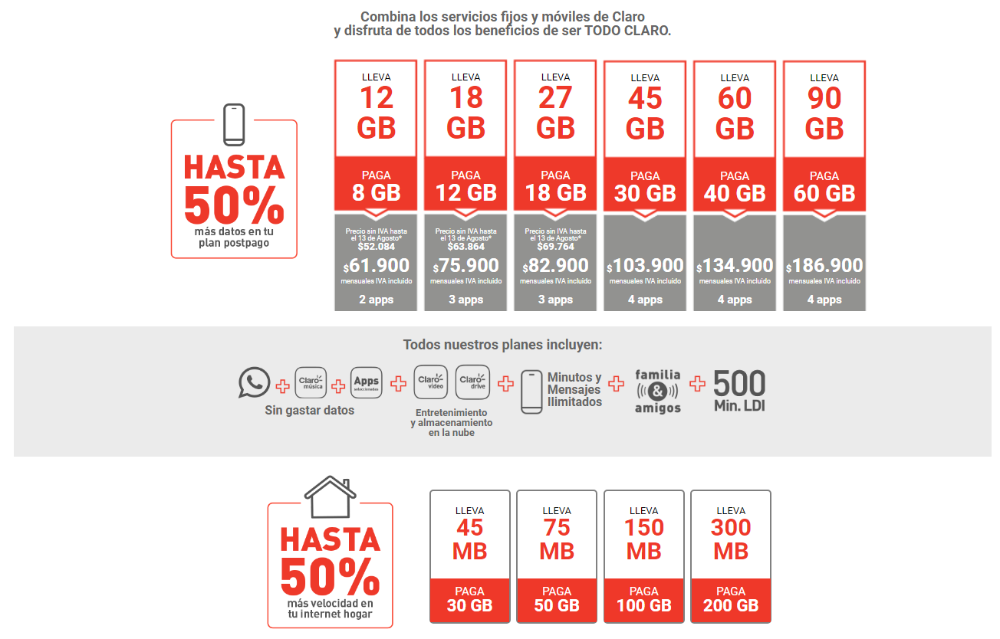 Combina los servicios fijos y móviles de Claro
y disfruta de todos los beneficios de ser TODO CLARO.
HASTA
50%
más datos en tu
plan postpago
LLEVA
12
GB
PAGA
8 GB
Precio sin IVA hasta
el 13 de Agosto*
$52.084
$61.900
mensuales IVA incluido
2 apps
LLEVA
18
GB
PAGA
12 GB
Precio sin IVA hasta
el 13 de Agosto*
$63.864
$75.900
mensuales IVA incluido
3 apps
LLEVA
27
GB
PAGA
18 GB
Precio sin IVA hasta
el 13 de Agosto*
$69.764
$82.900
mensuales IVA incluido
3 apps
LLEVA
45
GB
PAGA
30 GB
$103.900
mensuales IVA incluido
4 apps
LLEVA
60
GB
PAGA
40 GB
$134.900
mensuales IVA incluido
4 apps
LLEVA
90
GB
PAGA
60 GB
$186.900
mensuales IVA incluido
4 apps
Todos nuestros planes incluyen:
Claro
música
Apps
seleccionadas
Sin gastar datos
Claro
video
Claro
drive
Entretenimiento
y almacenamiento
en la nube
Minutos y
Mensajes
Ilimitados
familia
&
amigos
500
Min. LDI
HASTA
50%
más velocidad en
tu internet hogar
LLEVA
45
MB
PAGA
30 GB
LLEVA
75
MB
PAGA
50 GB
LLEVA
150
MB
PAGA
100 GB
LLEVA
300
MB
PAGA
200 GB